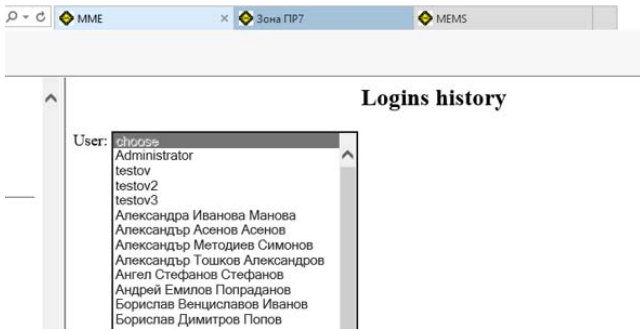 MME
Зона ПР7
MEMS
Logins history
User: choose
Administrator
testov
testov2
testov3
Александра Иванова Манова
Александър Асенов Асенов
Александър Методиев Симонов
Александър Тошков Александров
Ангел Стефанов Стефанов
Андрей Емилов Попраданов
Борислав Венциславов Иванов
Борислав Димитров Попов